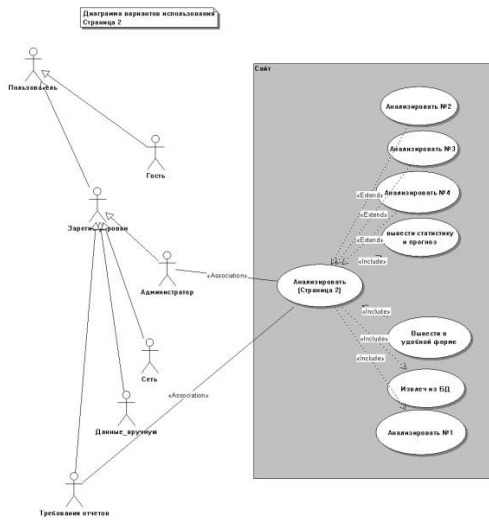 Диаграмма вариантов использования
Страница 2
Сайт
Анализировать №2
Пользователь
Анализировать №3
Гость
Анализировать №4
«Extend»
«Extend»
вывести статистику
и прогноз
«Extend»
«Include»
Администратор
«Association»
Анализировать
(Страница 2)
«Include»
«Include»
Вывести в
удобной форме
«Include»
Сеть
Извлеч из БД
«Association»
Данные_вручную
Анализировать №1
Требования отчетов